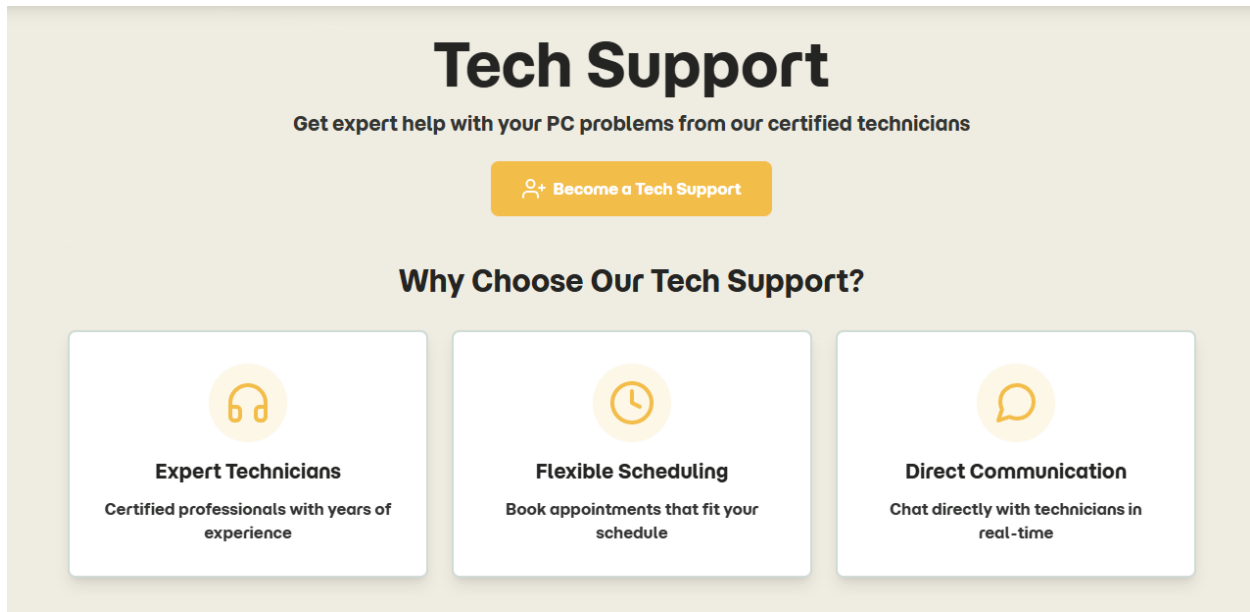 Tech Support
Get expert help with your PC problems from our certified technicians
Become a Tech Support
Why Choose Our Tech Support?
Expert Technicians
Certified professionals with years of
experience
Flexible Scheduling
Book appointments that fit your
schedule
Direct Communication
Chat directly with technicians in
real-time